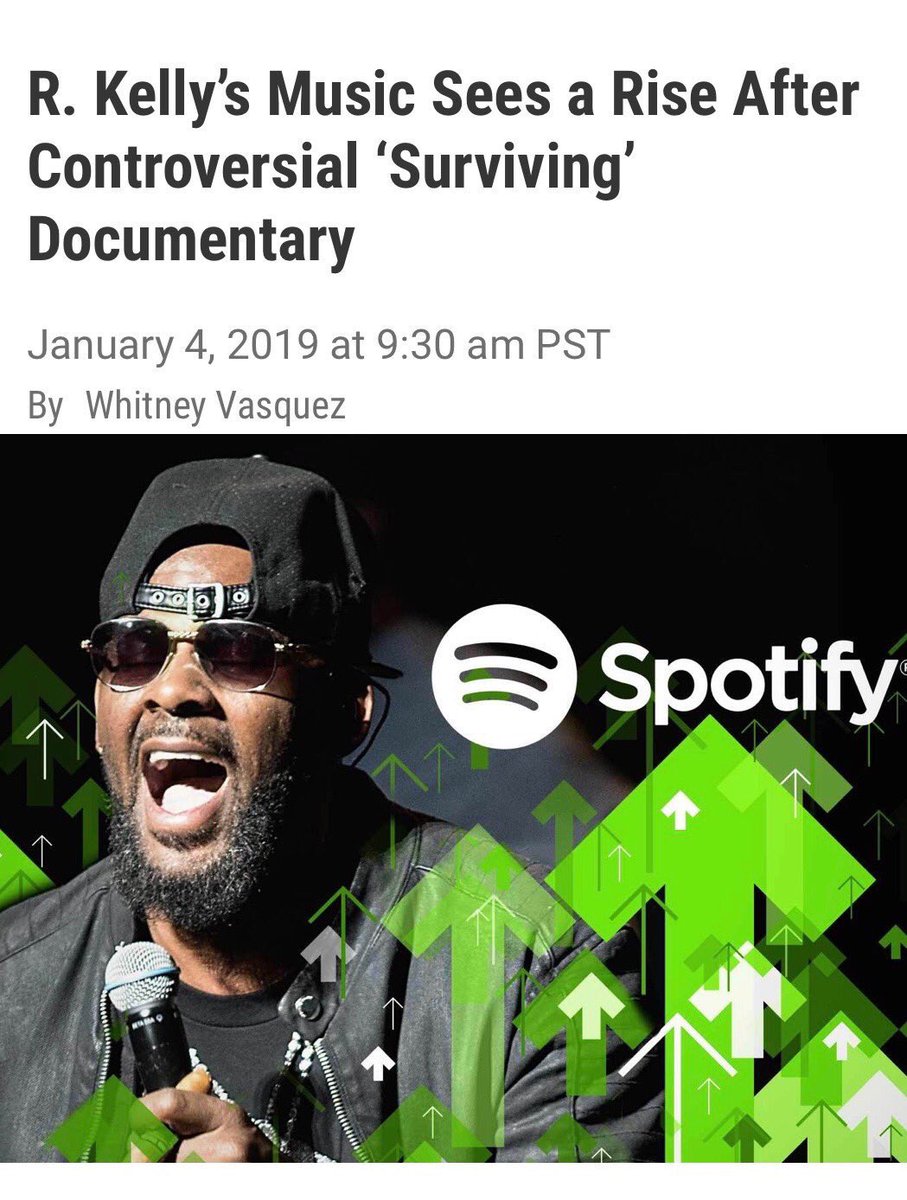 R. Kelly’s Music Sees a Rise After
Controversial ‘Surviving’
Documentary
January 4, 2019 at 9:30 am PST
By Whitney Vasquez
Spotify®